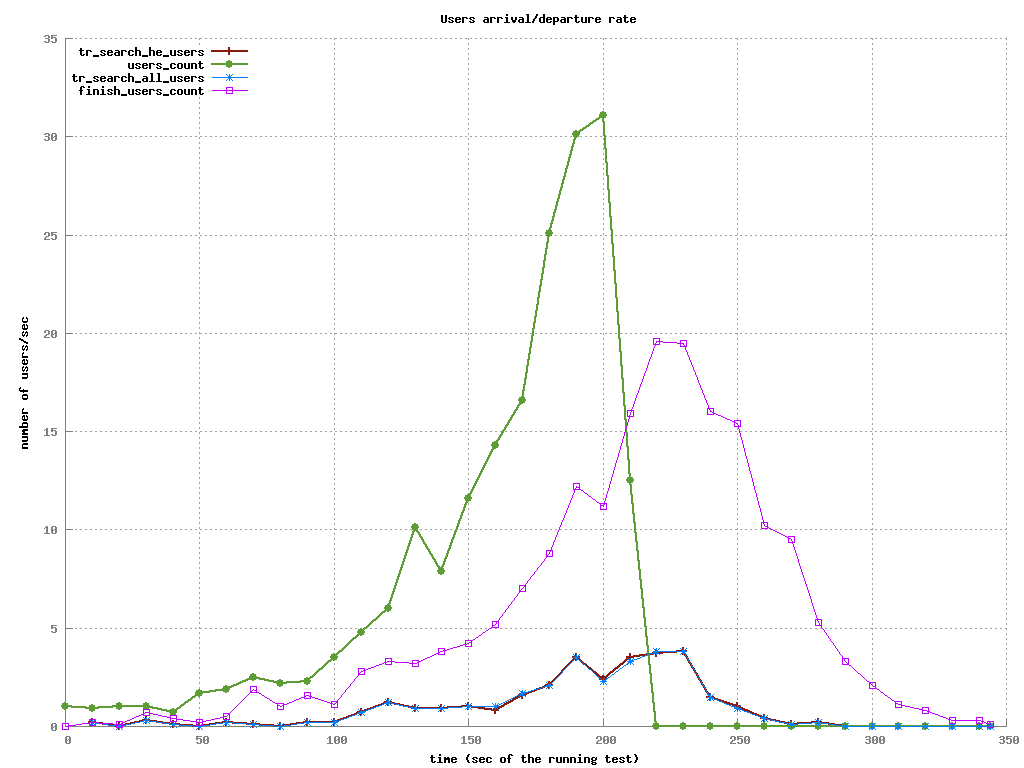 Users arrival/departure rate
tr_search_he_users
users_count
tr_search_all_users
finish_users_count
35
30
25
20
15
10
5
0
number of users/sec
0 50 100 150 200 250 300 350
time (sec of the running test)